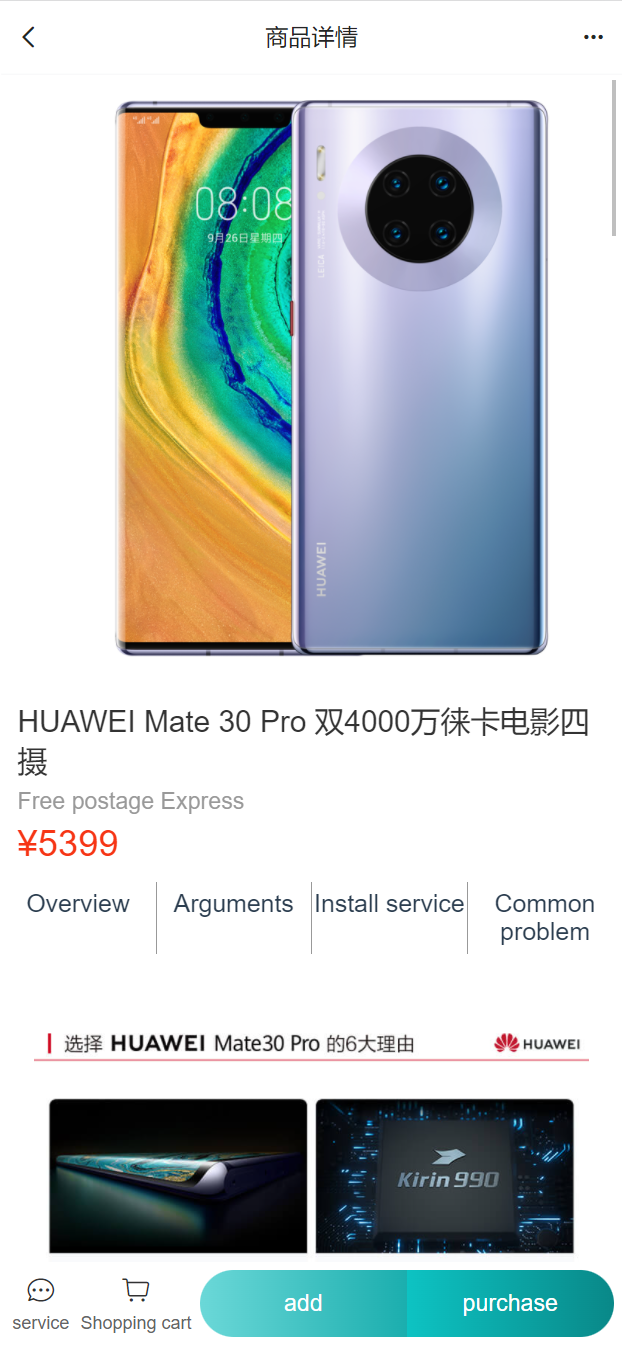 商品详情
08:08
9月26日星期四
LEICA
HUAWEI
HUAWEI Mate 30 Pro 双4000万徕卡电影四
摄
Free postage Express
¥5399
Overview
Arguments
Install service
Common
problem
选择 HUAWEI Mate30 Pro 的6大理由
HUAWEI
Kirin 990
service
Shopping cart
add
purchase